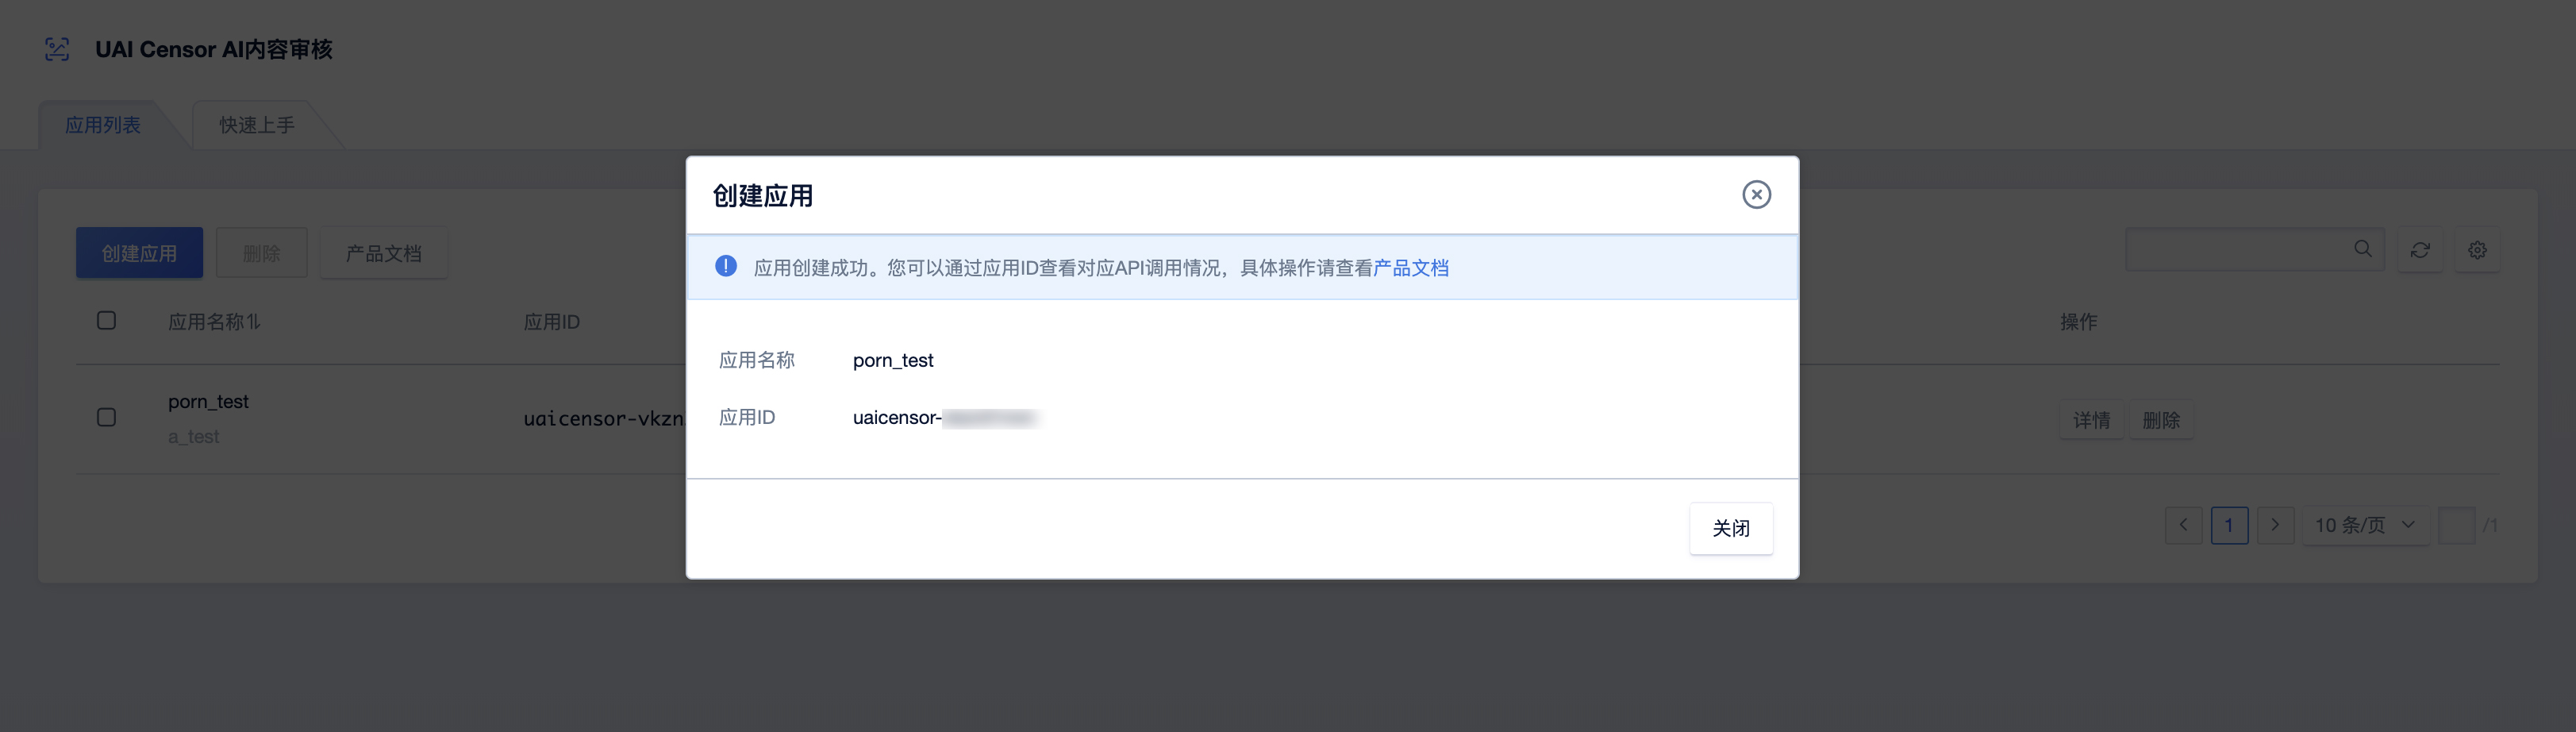 UAI Censor AI内容审核
应用列表
快速上手
创建应用
删除
产品文档
应用名称
应用ID
操作
porn_test
a_test
uaicensor-vkzn
详情
删除
1
10 条/页
/1
创建应用
应用创建成功。您可以通过应用ID查看对应API调用情况，具体操作请查看产品文档
应用名称
porn_test
应用ID
uaicensor-
关闭